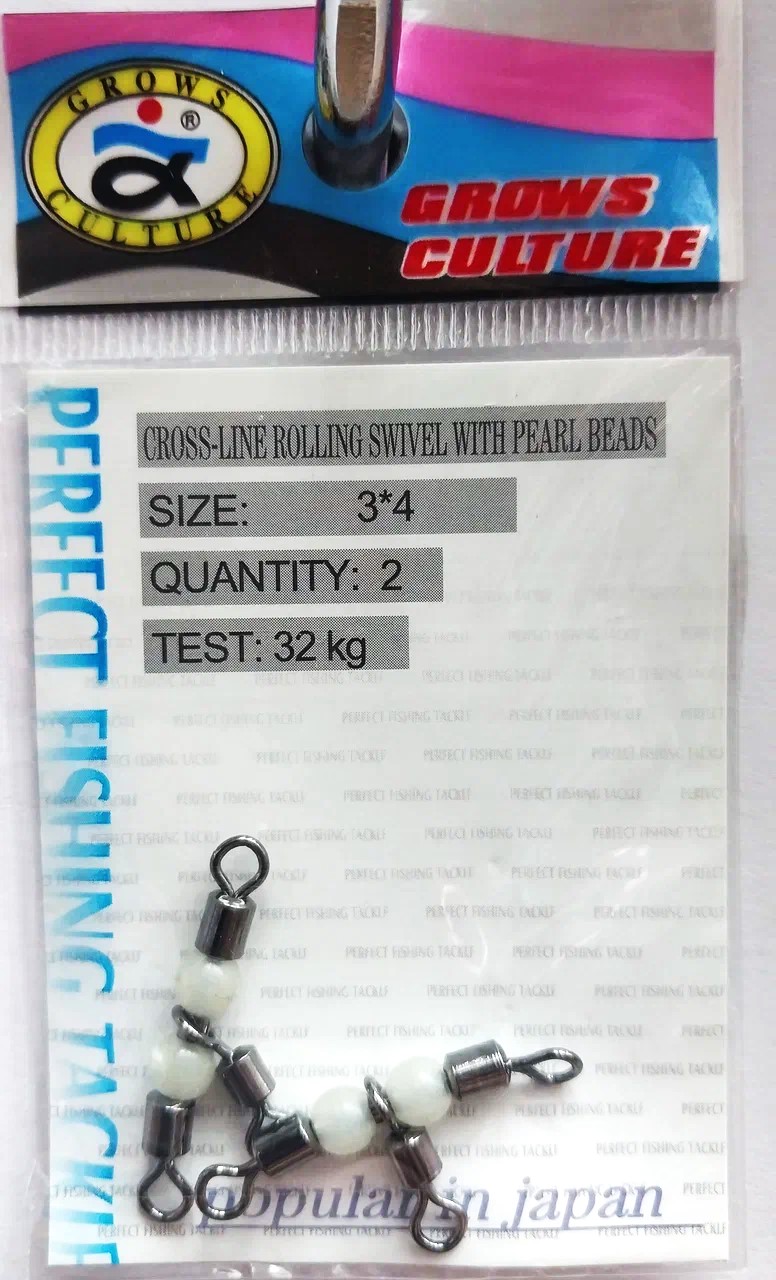 GROWS
CULTURE
®
GROWS
CULTURE
PERFECT FISHING TACKLE
CROSS-LINE ROLLING SWIVEL WITH PEARL BEADS
SIZE: 3*4
QUANTITY: 2
TEST: 32 kg
popular in japan